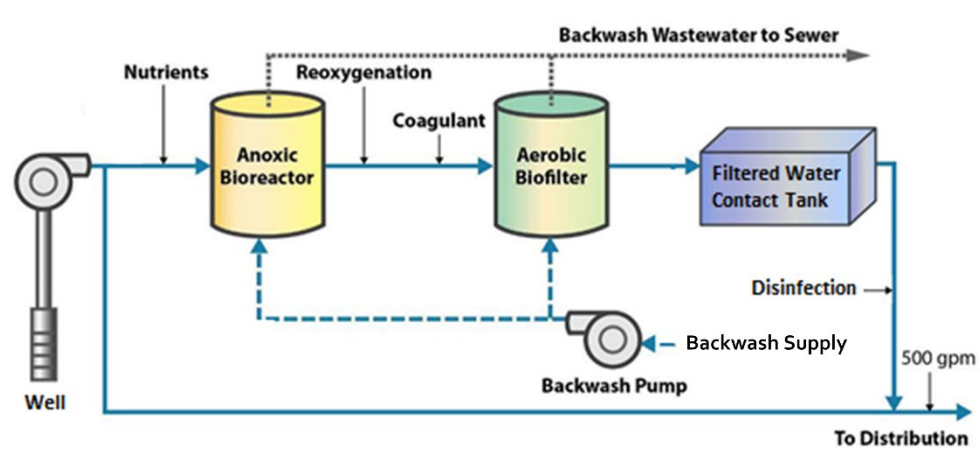 Backwash Wastewater to Sewer
Nutrients
Reoxygenation
Coagulant
Anoxic
Bioreactor
Aerobic
Biofilter
Filtered Water
Contact Tank
Disinfection
Backwash Supply
500 gpm
Backwash Pump
Well
To Distribution